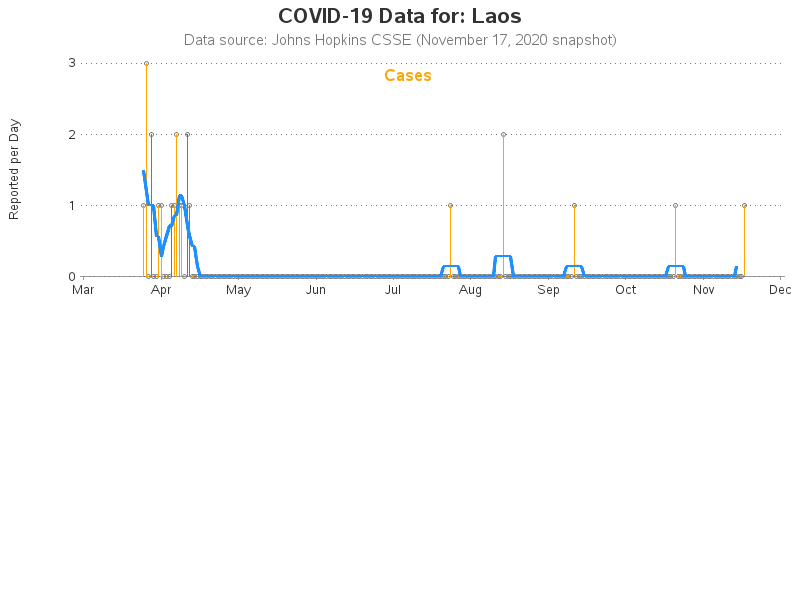 COVID-19 Data for: Laos
Data source: Johns Hopkins CSSE (November 17, 2020 snapshot)
Cases
Reported per Day
3
2
1
0
Mar Apr May Jun Jul Aug Sep Oct Nov Dec